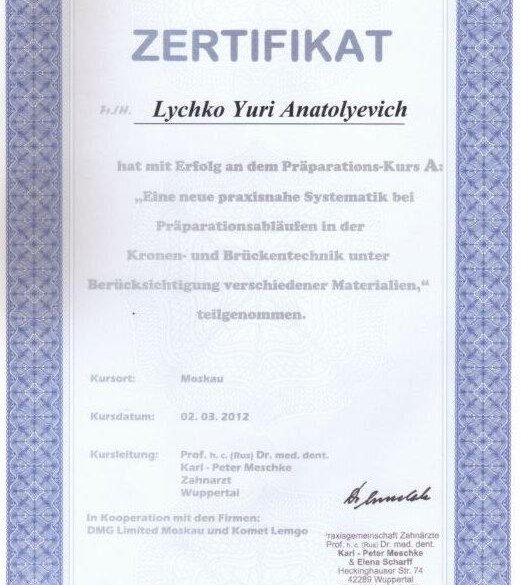 ZERTIFIKAT
Fr./H. Lychko Yuri Anatolyevich
hat mit Erfolg an dem Präparations-Kurs A:
„Eine neue praxisnahe Systematik bei
Präparationsabläufen in der
Kronen- und Brückentechnik unter
Berücksichtigung verschiedener Materialien,“
teilgenommen.
Kursort: Moskau
Kursdatum: 02. 03. 2012
Kursleitung: Prof. h. c. (Rus) Dr. med. dent.
Karl - Peter Meschke
Zahnarzt
Wuppertal
In Kooperation mit den Firmen:
DMG Limited Moskau und Komet Lemgo
raxisgemeinschaft Zahnärzte
Prof. h. c. (Rus) Dr. med. dent.
Karl - Peter Meschke
& Elena Scharff
Heckinghauser Str. 74
42289 Wuppertal